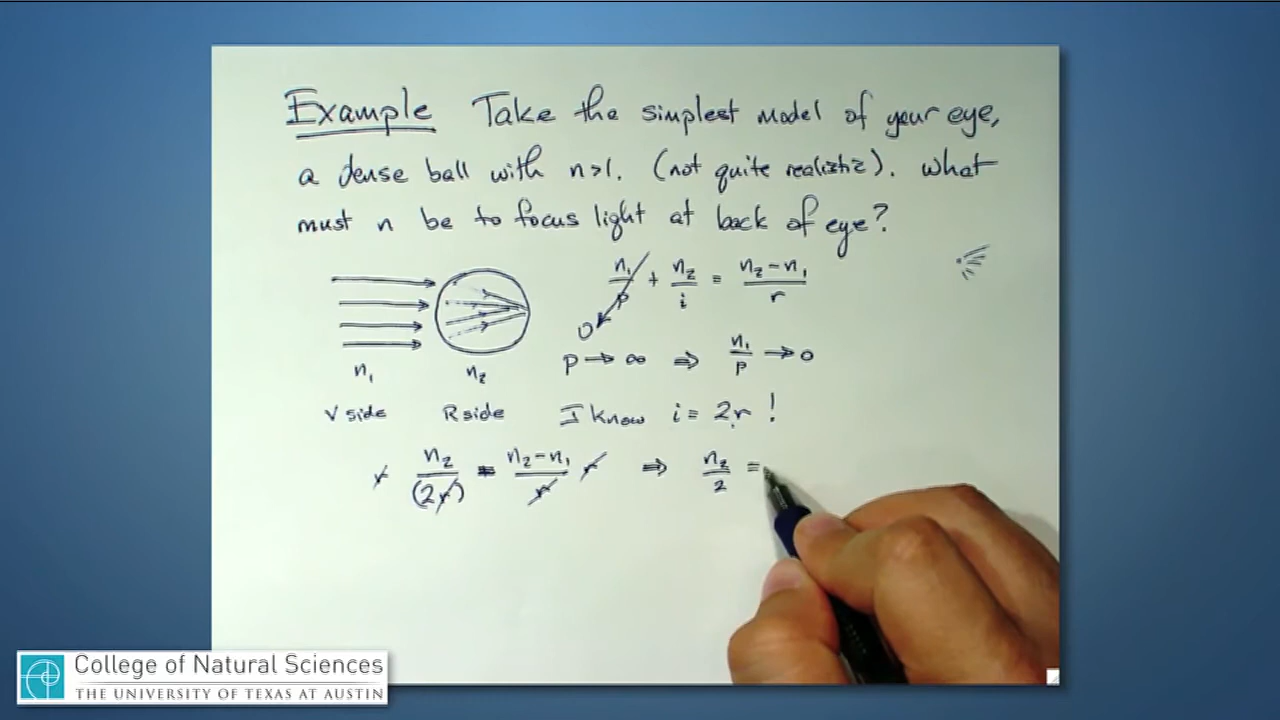 Example Take the simplest model of your eye,
a dense ball with n>1. (not quite realistic). What
must n be to focus light at back of eye?
n₁/p + n₂/i = (n₂-n₁)/r
0
p → ∞ ⇒ n₁/p → 0
n₁ n₂
V side R side I know i = 2r !
r n₂/(2r) = (n₂-n₁)/r r ⇒ n₂/2 =
College of Natural Sciences
THE UNIVERSITY OF TEXAS AT AUSTIN